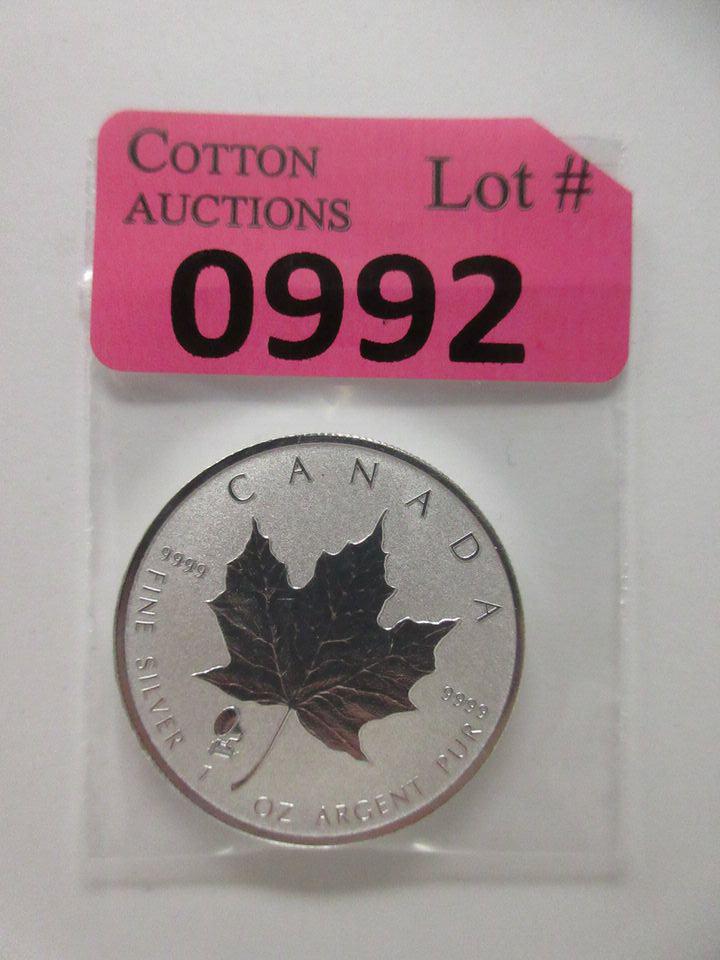 COTTON AUCTIONS
Lot #
0992
CANADA
9999
9999
FINE SILVER 1 OZ ARGENT PUR